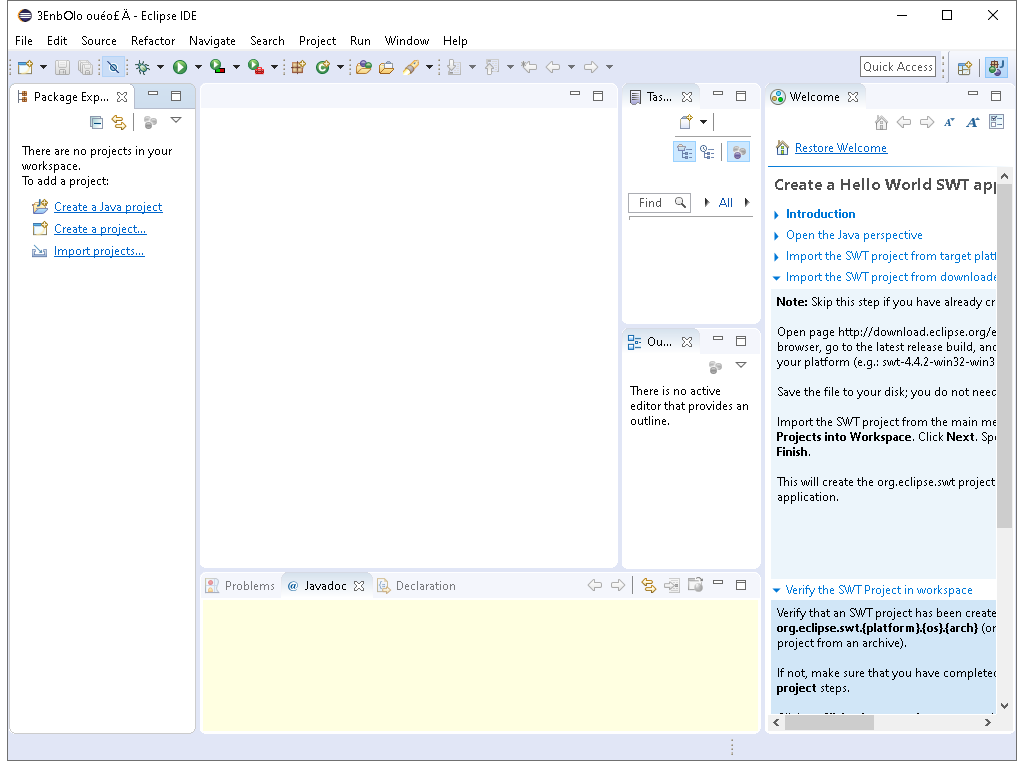 3EnbOlo ouéo£Ä - Eclipse IDE
File Edit Source Refactor Navigate Search Project Run Window Help
Quick Access
Package Exp...
There are no projects in your
workspace.
To add a project:
Create a Java project
Create a project...
Import projects...
Tas...
Find
All
Ou...
There is no active
editor that provides an
outline.
Problems @ Javadoc Declaration
Welcome
Restore Welcome
Create a Hello World SWT app
Introduction
Open the Java perspective
Import the SWT project from target platf
Import the SWT project from downloade
Note: Skip this step if you have already cr
Open page http://download.eclipse.org/e
browser, go to the latest release build, and
your platform (e.g.: swt-4.4.2-win32-win3
Save the file to your disk; you do not need
Import the SWT project from the main me
Projects into Workspace. Click Next. Spe
Finish.
This will create the org.eclipse.swt project
application.
Verify the SWT Project in workspace
Verify that an SWT project has been create
org.eclipse.swt.{platform}.{os}.{arch} (or
project from an archive).
If not, make sure that you have completed
project steps.